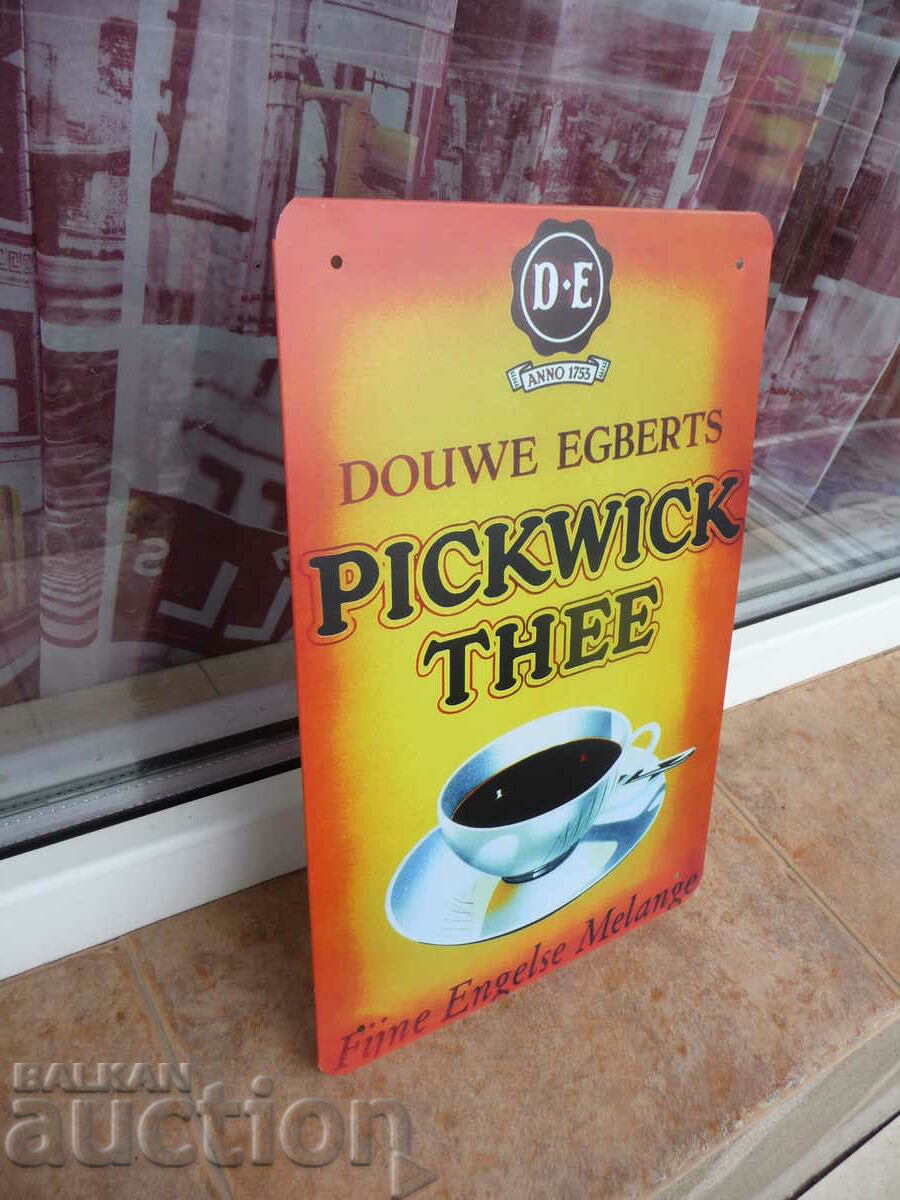 D·E
ANNO 1753
DOUWE EGBERTS
PICKWICK
THEE
Fijne Engelse Melange
BALKAN
auction